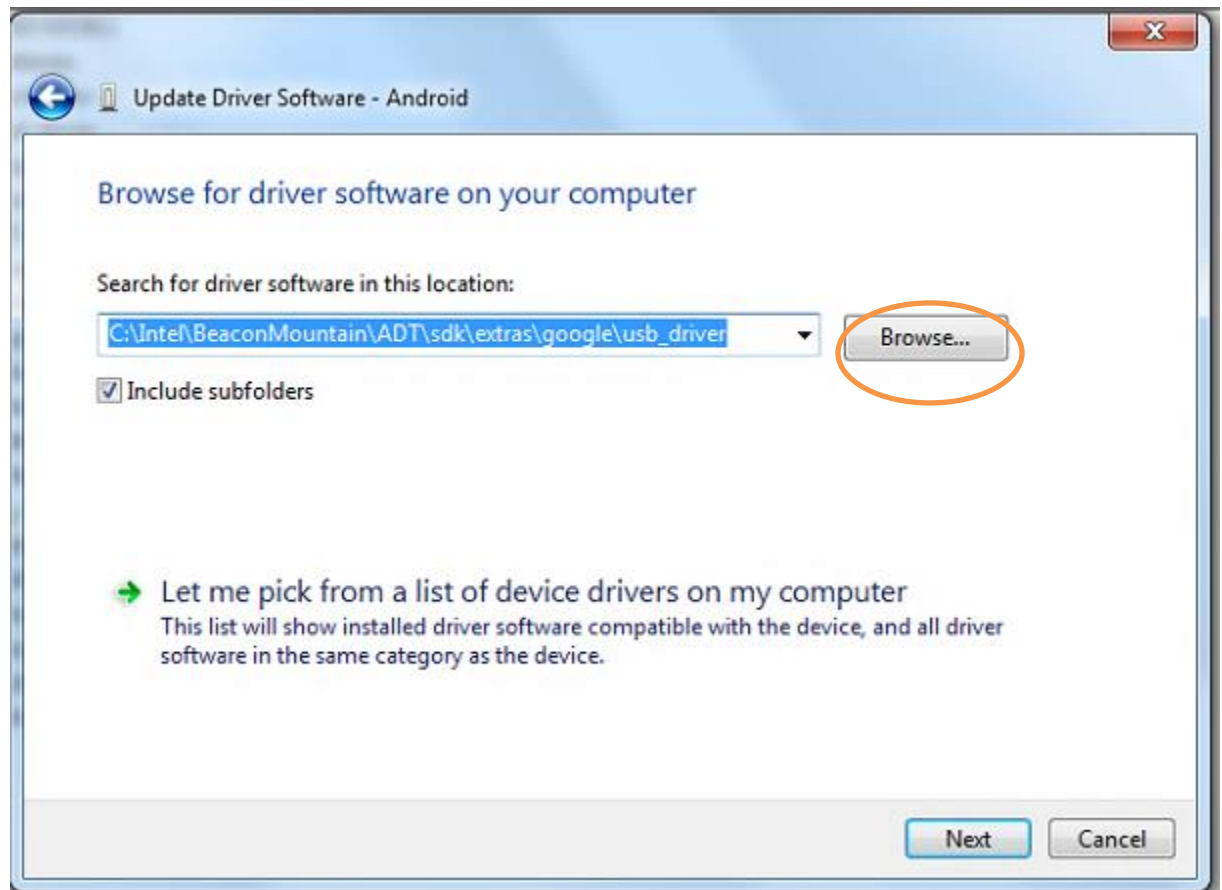 Update Driver Software - Android
Browse for driver software on your computer
Search for driver software in this location:
C:\Intel\BeaconMountain\ADT\sdk\extras\google\usb_driver
Browse...
Include subfolders
Let me pick from a list of device drivers on my computer
This list will show installed driver software compatible with the device, and all driver
software in the same category as the device.
Next
Cancel